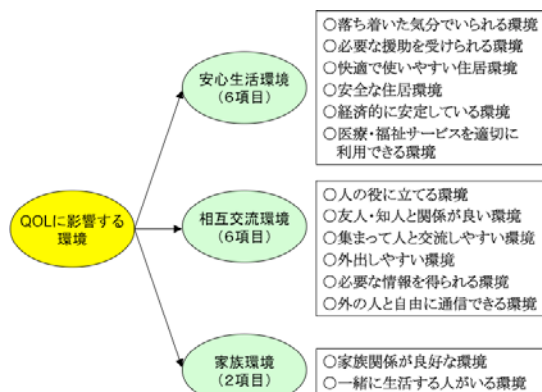 QOLに影響する
環境
安心生活環境
(6項目)
○落ち着いた気分でいられる環境
○必要な援助を受けられる環境
○快適で使いやすい住居環境
○安全な住居環境
○経済的に安定している環境
○医療・福祉サービスを適切に
利用できる環境
相互交流環境
(6項目)
○人の役に立てる環境
○友人・知人と関係が良い環境
○集まって人と交流しやすい環境
○外出しやすい環境
○必要な情報を得られる環境
○外の人と自由に通信できる環境
家族環境
(2項目)
○家族関係が良好な環境
○一緒に生活する人がいる環境